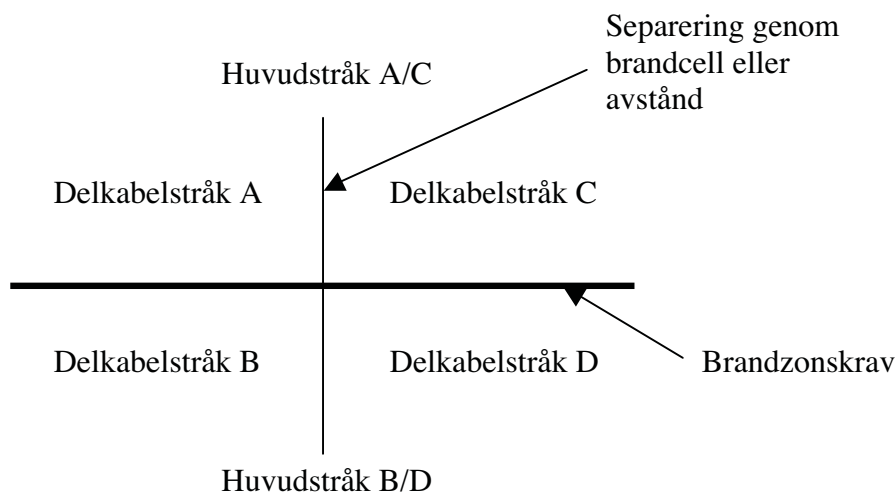 Separering genom
brandcell eller
avstånd
Huvudstråk A/C
Delkabelstråk A
Delkabelstråk C
Delkabelstråk B
Delkabelstråk D
Brandzonskrav
Huvudstråk B/D